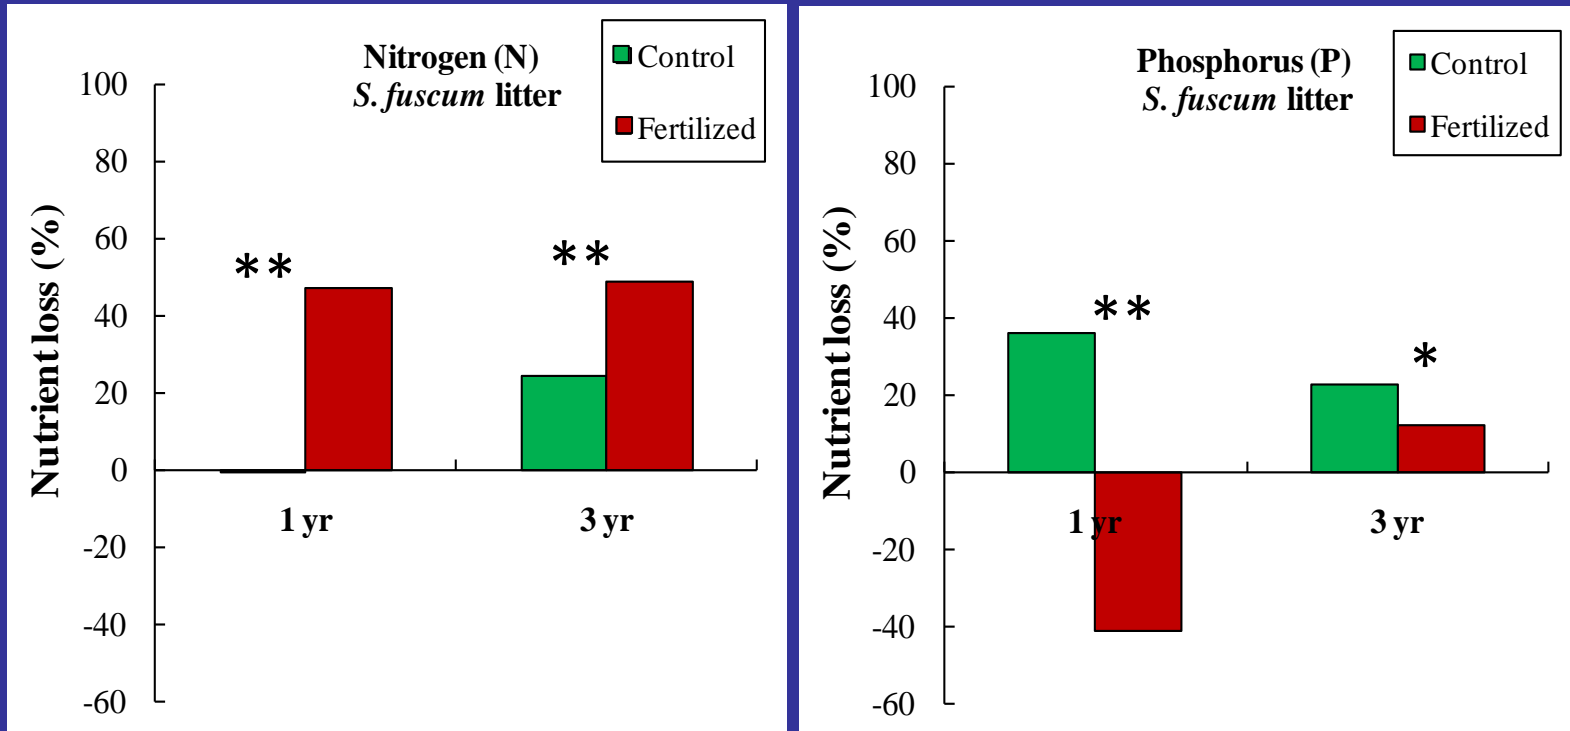 Nitrogen (N)
S. fuscum litter
Control
Fertilized
100
80
60
40
20
0
-20
-40
-60
Nutrient loss (%)
**
**
1 yr
3 yr
Phosphorus (P)
S. fuscum litter
Control
Fertilized
100
80
60
40
20
0
-20
-40
-60
Nutrient loss (%)
**
*
1 yr
3 yr